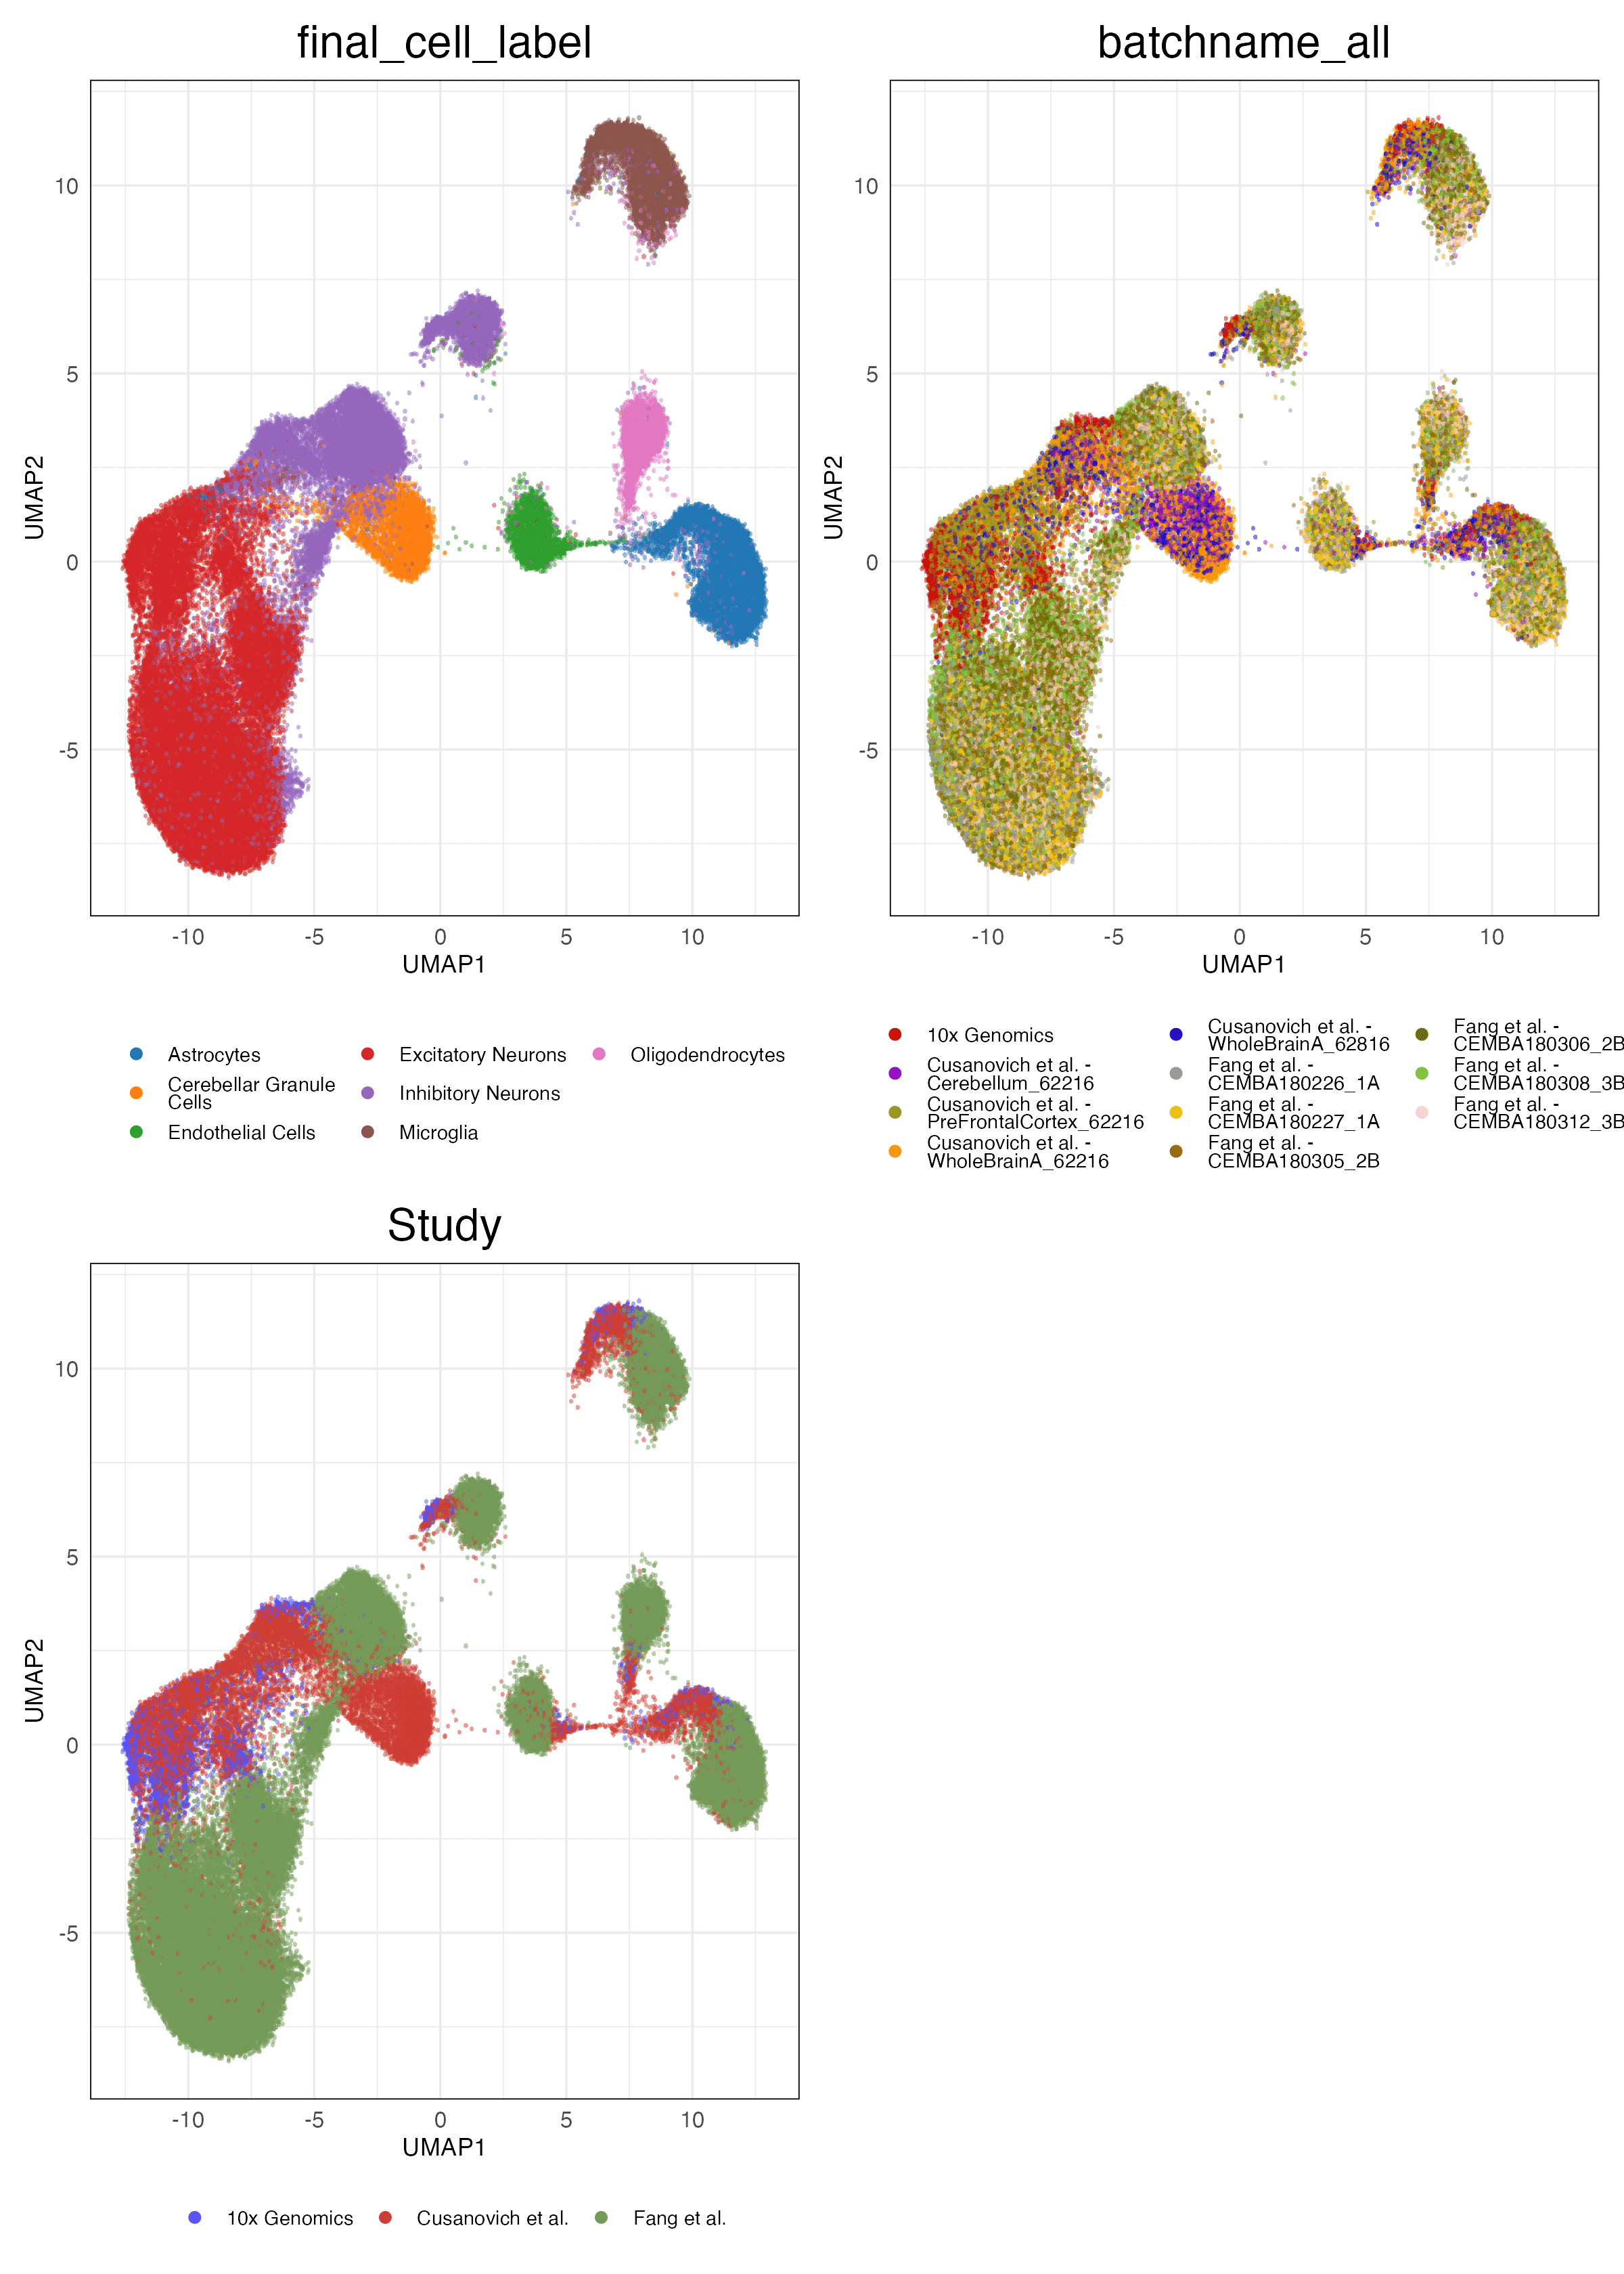 final_cell_label
batchname_all
UMAP2
10
5
0
-5
-10
-5
0
5
10
UMAP1
UMAP2
10
5
0
-5
-10
-5
0
5
10
UMAP1
Astrocytes
Cerebellar Granule
Cells
Endothelial Cells
Excitatory Neurons
Inhibitory Neurons
Microglia
Oligodendrocytes
10x Genomics
Cusanovich et al. -
Cerebellum_62216
Cusanovich et al. -
PreFrontalCortex_62216
Cusanovich et al. -
WholeBrainA_62216
Cusanovich et al. -
WholeBrainA_62816
Fang et al. -
CEMBA180226_1A
Fang et al. -
CEMBA180227_1A
Fang et al. -
CEMBA180305_2B
Fang et al. -
CEMBA180306_2B
Fang et al. -
CEMBA180308_3B
Fang et al. -
CEMBA180312_3B
Study
UMAP2
10
5
0
-5
-10
-5
0
5
10
UMAP1
10x Genomics
Cusanovich et al.
Fang et al.